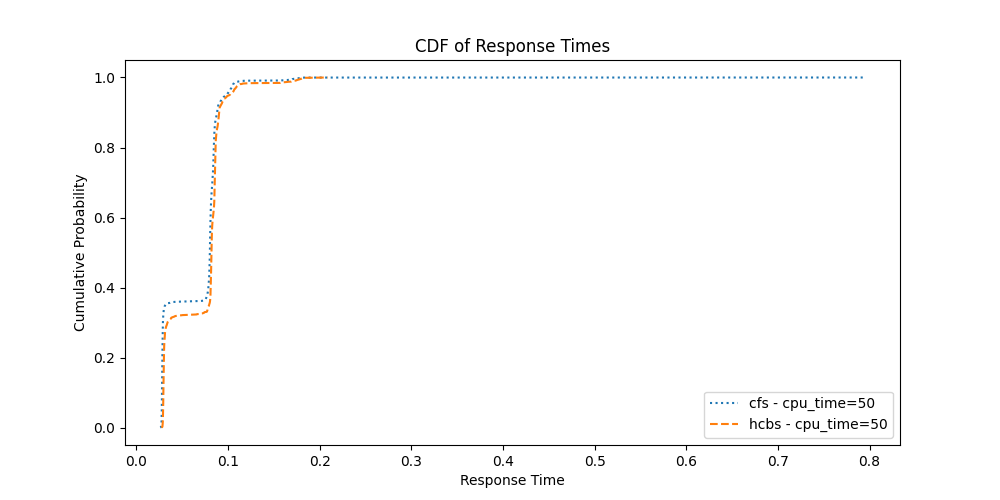 CDF of Response Times
Cumulative Probability
1.0
0.8
0.6
0.4
0.2
0.0
0.0 0.1 0.2 0.3 0.4 0.5 0.6 0.7 0.8
Response Time
cfs - cpu_time=50
hcbs - cpu_time=50